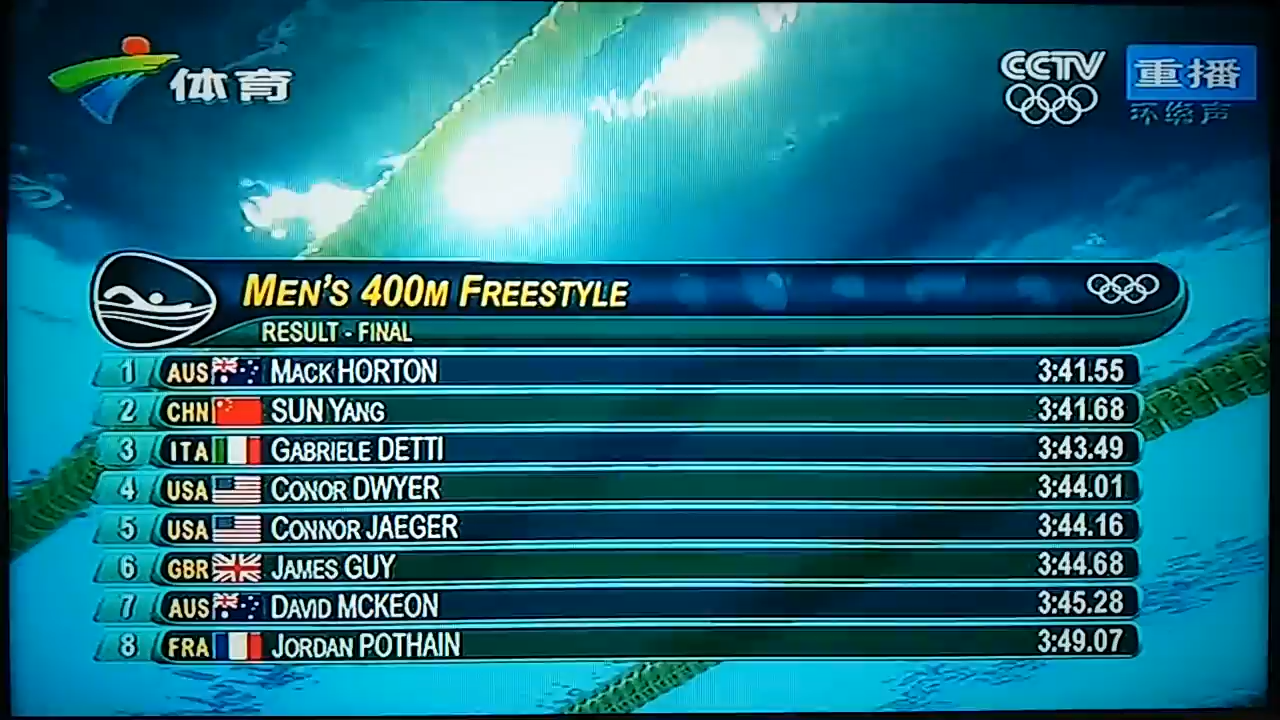 体育
CCTV
重播
环绕声
MEN'S 400M FREESTYLE
RESULT - FINAL
1 AUS MACK HORTON 3:41.55
2 CHN SUN YANG 3:41.68
3 ITA GABRIELE DETTI 3:43.49
4 USA CONOR DWYER 3:44.01
5 USA CONNOR JAEGER 3:44.16
6 GBR JAMES GUY 3:44.68
7 AUS DAVID MCKEON 3:45.28
8 FRA JORDAN POTHAIN 3:49.07